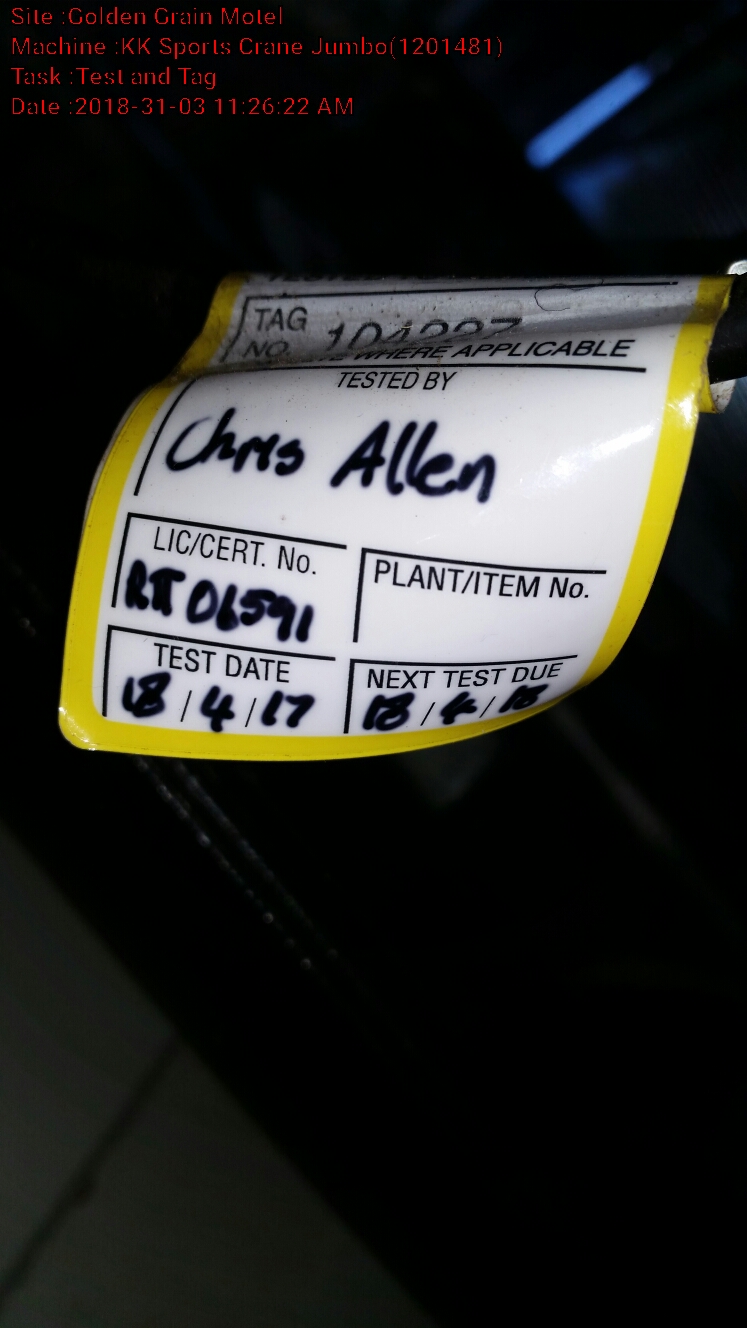 Site :Golden Grain Motel
Machine :KK Sports Crane Jumbo(1201481)
Task :Test and Tag
Date :2018-31-03 11:26:22 AM
TAG
NO.
WHERE APPLICABLE
TESTED BY
Chris Allen
LIC/CERT. No.
PLANT/ITEM No.
06591
TEST DATE
NEXT TEST DUE
18/4/17
18/4/18